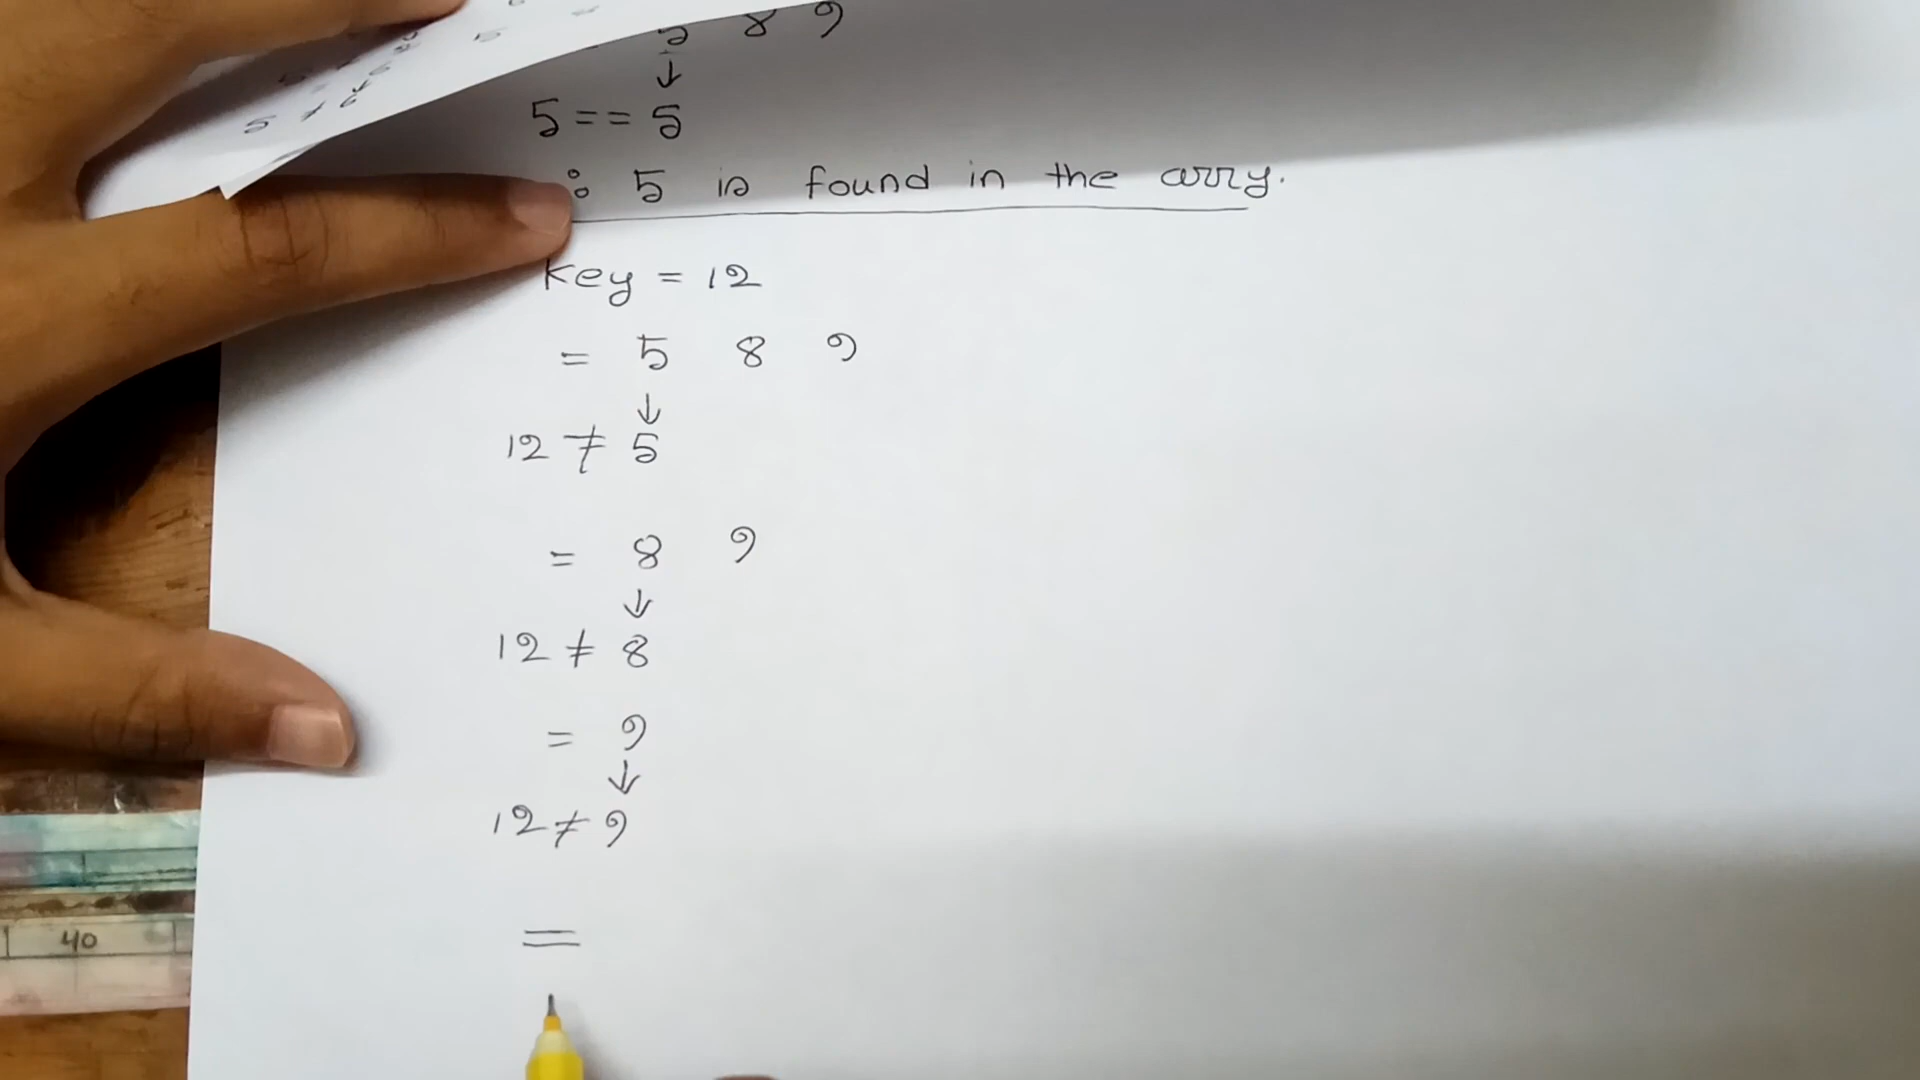 5 8 9
↓
5 == 5
∴ 5 is found in the arry.
Key = 12
= 5 8 9
↓
12 ≠ 5
= 8 9
↓
12 ≠ 8
= 9
↓
12 ≠ 9
=
40